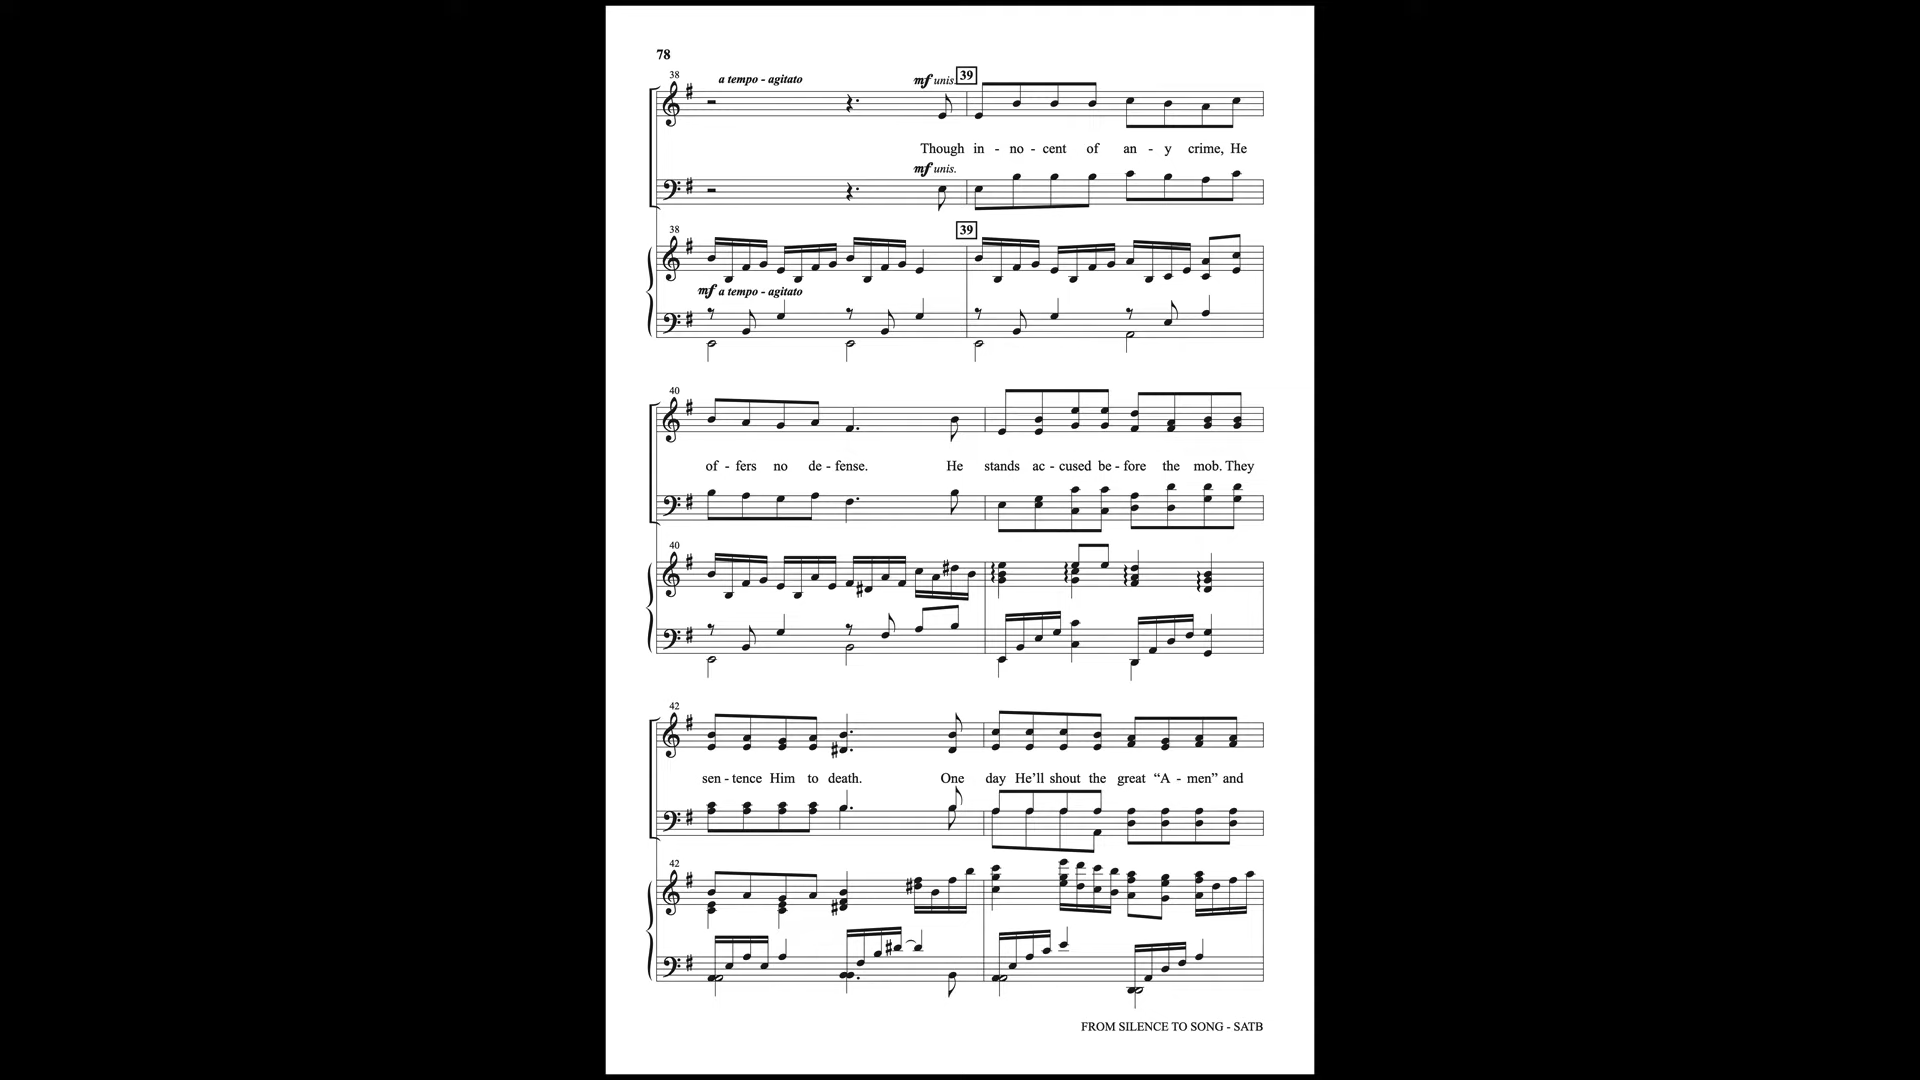 78
38
a tempo - agitato
mf unis.
39
Though in - no - cent of an - y crime, He
mf unis.
38
39
mf a tempo - agitato
40
of - fers no de - fense. He stands ac - cused be - fore the mob. They
40
42
sen - tence Him to death. One day He’ll shout the great “A - men” and
42
FROM SILENCE TO SONG - SATB